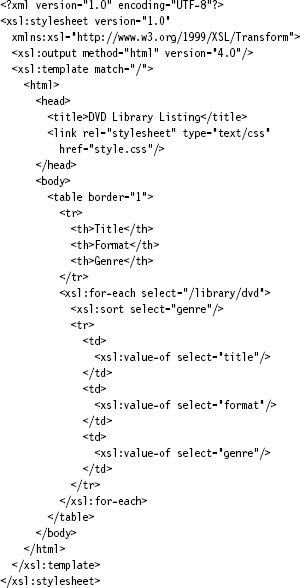 <?xml version="1.0" encoding="UTF-8"?>
<xsl:stylesheet version="1.0"
xmlns:xsl="http://www.w3.org/1999/XSL/Transform">
<xsl:output method="html" version="4.0"/>
<xsl:template match="/">
<html>
<head>
<title>DVD Library Listing</title>
<link rel="stylesheet" type="text/css"
href="style.css"/>
</head>
<body>
<table border="1">
<tr>
<th>Title</th>
<th>Format</th>
<th>Genre</th>
</tr>
<xsl:for-each select="/library/dvd">
<xsl:sort select="genre"/>
<tr>
<td>
<xsl:value-of select="title"/>
</td>
<td>
<xsl:value-of select="format"/>
</td>
<td>
<xsl:value-of select="genre"/>
</td>
</tr>
</xsl:for-each>
</table>
</body>
</html>
</xsl:template>
</xsl:stylesheet>